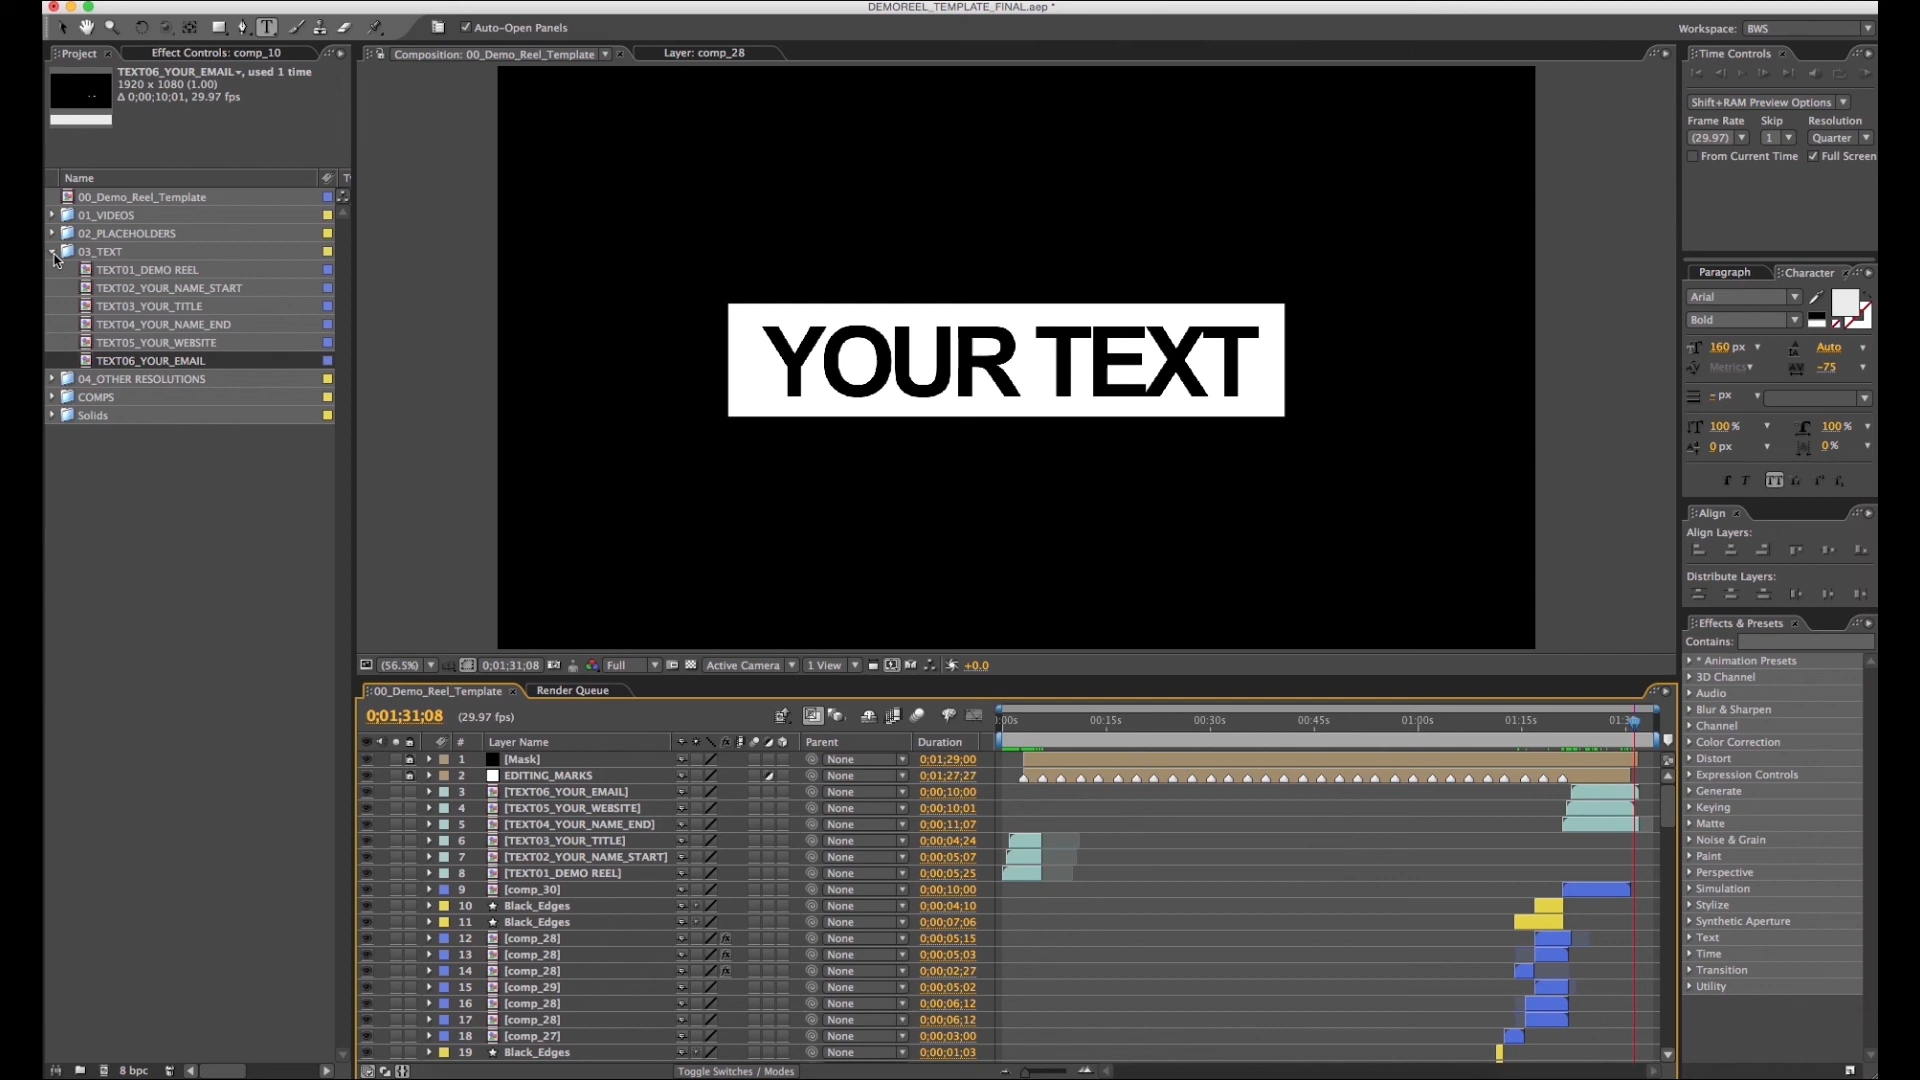 DEMOREEL_TEMPLATE_FINAL.aep *
Auto-Open Panels
Workspace: BWS
Project
Effect Controls: comp_10
Composition: 00_Demo_Reel_Template
Layer: comp_28
Time Controls
TEXT06_YOUR_EMAIL, used 1 time
1920 x 1080 (1.00)
Δ 0;00;10;01, 29.97 fps
Shift+RAM Preview Options
Frame Rate Skip Resolution
(29.97) 1 Quarter
From Current Time Full Screen
Name
00_Demo_Reel_Template
01_VIDEOS
02_PLACEHOLDERS
03_TEXT
TEXT01_DEMO REEL
TEXT02_YOUR_NAME_START
TEXT03_YOUR_TITLE
TEXT04_YOUR_NAME_END
TEXT05_YOUR_WEBSITE
TEXT06_YOUR_EMAIL
04_OTHER RESOLUTIONS
COMPS
Solids
YOUR TEXT
Paragraph Character
Arial
Bold
160 px Auto
Metrics -75
- px
100 % 100 %
0 px 0 %
Align
Align Layers:
Distribute Layers:
Effects & Presets
Contains:
* Animation Presets
3D Channel
Audio
Blur & Sharpen
Channel
Color Correction
Distort
Expression Controls
Generate
Keying
Matte
Noise & Grain
Paint
Perspective
Simulation
Stylize
Synthetic Aperture
Text
Time
Transition
Utility
(56.5%) 0;01;31;08 Full Active Camera 1 View +0.0
00_Demo_Reel_Template Render Queue
0;01;31;08 (29.97 fps)
:00s 00:15s 00:30s 00:45s 01:00s 01:15s 01:30s
# Layer Name Parent Duration
1 [Mask] None 0;01;29;00
2 EDITING_MARKS None 0;01;27;27
3 [TEXT06_YOUR_EMAIL] None 0;00;10;00
4 [TEXT05_YOUR_WEBSITE] None 0;00;10;01
5 [TEXT04_YOUR_NAME_END] None 0;00;11;07
6 [TEXT03_YOUR_TITLE] None 0;00;04;24
7 [TEXT02_YOUR_NAME_START] None 0;00;05;07
8 [TEXT01_DEMO REEL] None 0;00;05;25
9 [comp_30] None 0;00;10;00
10 Black_Edges None 0;00;04;10
11 Black_Edges None 0;00;07;06
12 [comp_28] None 0;00;05;15
13 [comp_28] None 0;00;05;03
14 [comp_28] None 0;00;02;27
15 [comp_29] None 0;00;05;02
16 [comp_28] None 0;00;06;12
17 [comp_28] None 0;00;06;12
18 [comp_27] None 0;00;03;00
19 Black_Edges None 0;00;01;03
8 bpc
Toggle Switches / Modes